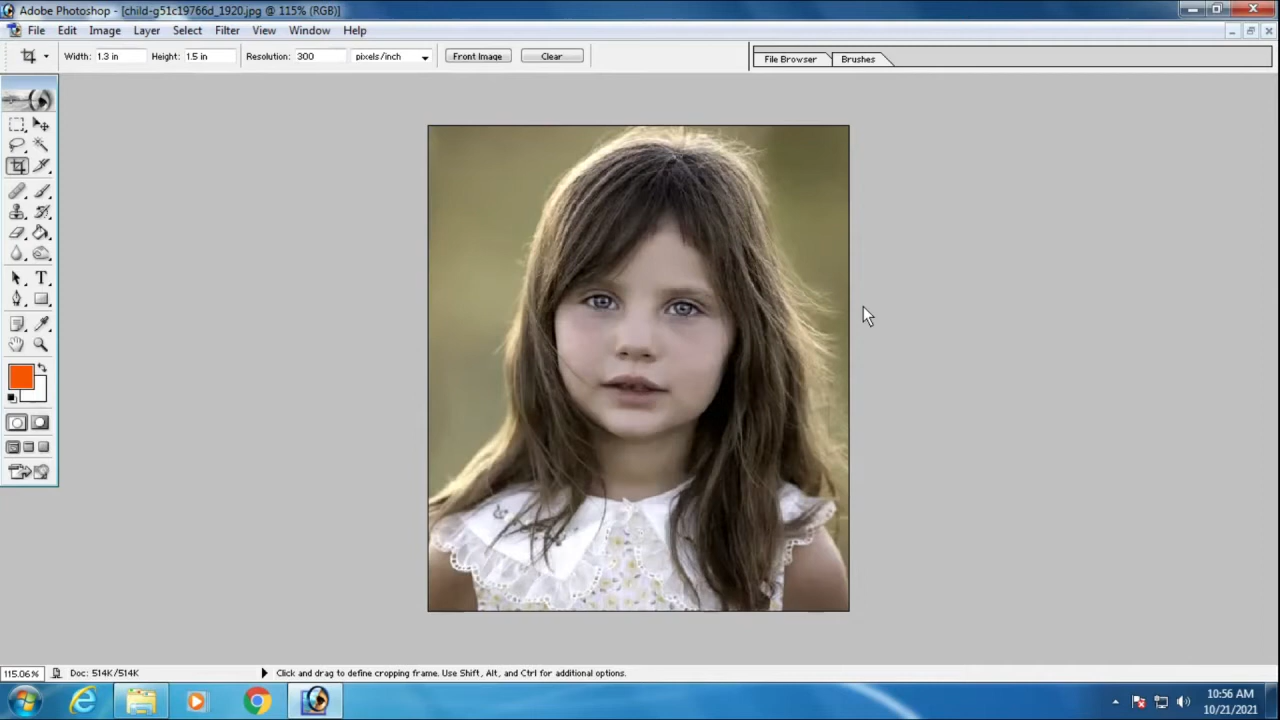 Adobe Photoshop - [child-g51c19766d_1920.jpg @ 115% (RGB)]
File Edit Image Layer Select Filter View Window Help
Width: 1.3 in Height: 1.5 in Resolution: 300 pixels/inch Front Image Clear File Browser Brushes
T
115.06% Doc: 514K/514K Click and drag to define cropping frame. Use Shift, Alt, and Ctrl for additional options.
10:56 AM
10/21/2021